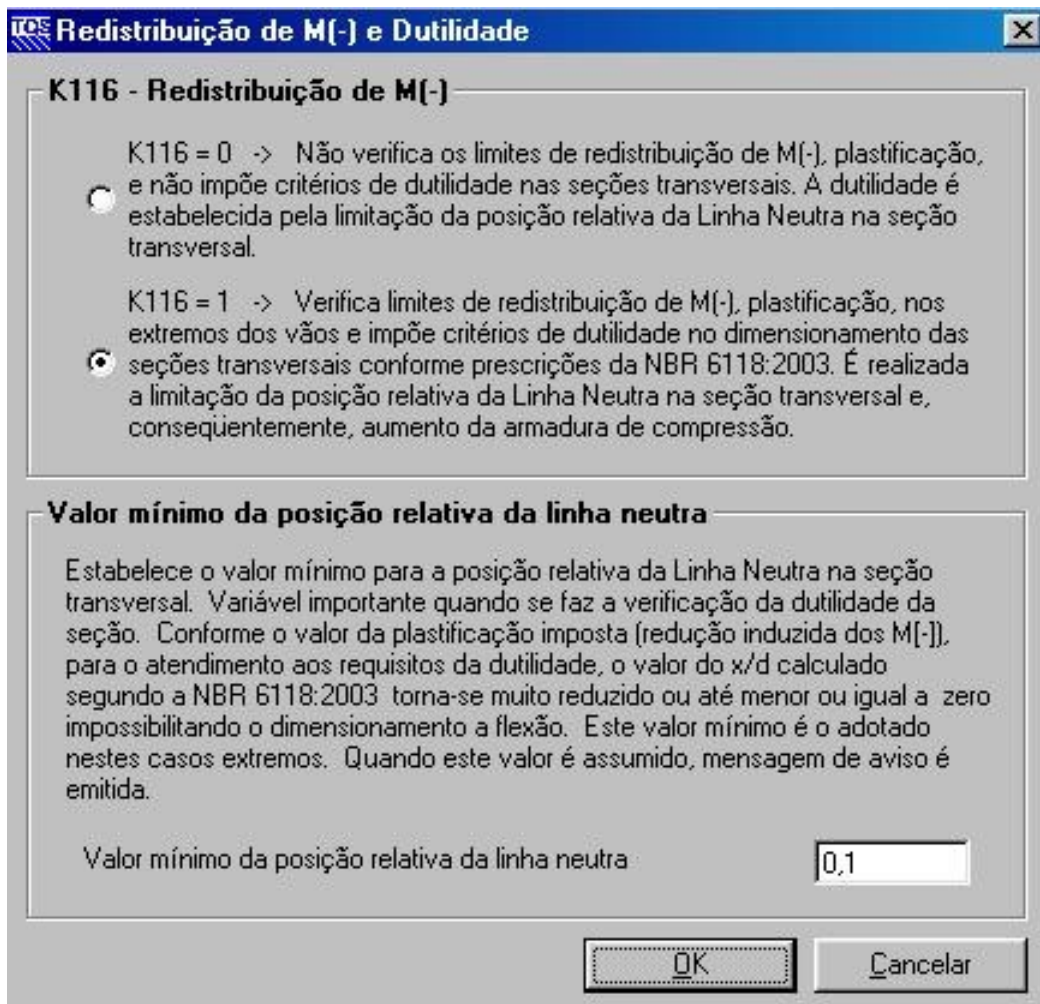 TQS Redistribuição de M(-) e Dutilidade
K116 - Redistribuição de M(-)
K116 = 0 -> Não verifica os limites de redistribuição de M(-), plastificação,
e não impõe critérios de dutilidade nas seções transversais. A dutilidade é
estabelecida pela limitação da posição relativa da Linha Neutra na seção
transversal.
K116 = 1 -> Verifica limites de redistribuição de M(-), plastificação, nos
extremos dos vãos e impõe critérios de dutilidade no dimensionamento das
seções transversais conforme prescrições da NBR 6118:2003. É realizada
a limitação da posição relativa da Linha Neutra na seção transversal e,
conseqüentemente, aumento da armadura de compressão.
Valor mínimo da posição relativa da linha neutra
Estabelece o valor mínimo para a posição relativa da Linha Neutra na seção
transversal. Variável importante quando se faz a verificação da dutilidade da
seção. Conforme o valor da plastificação imposta (redução induzida dos M[-]),
para o atendimento aos requisitos da dutilidade, o valor do x/d calculado
segundo a NBR 6118:2003 torna-se muito reduzido ou até menor ou igual a zero
impossibilitando o dimensionamento a flexão. Este valor mínimo é o adotado
nestes casos extremos. Quando este valor é assumido, mensagem de aviso é
emitida.
Valor mínimo da posição relativa da linha neutra 0,1
OK Cancelar